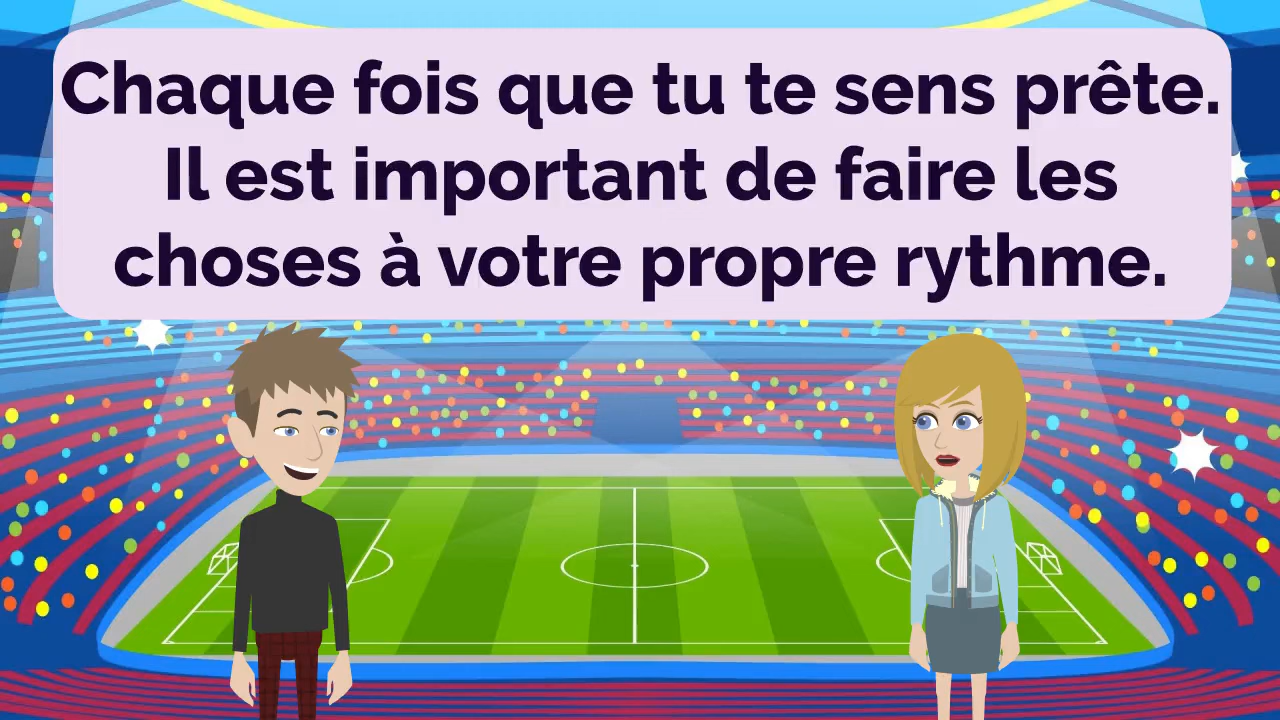 Chaque fois que tu te sens prête.
Il est important de faire les
choses à votre propre rythme.